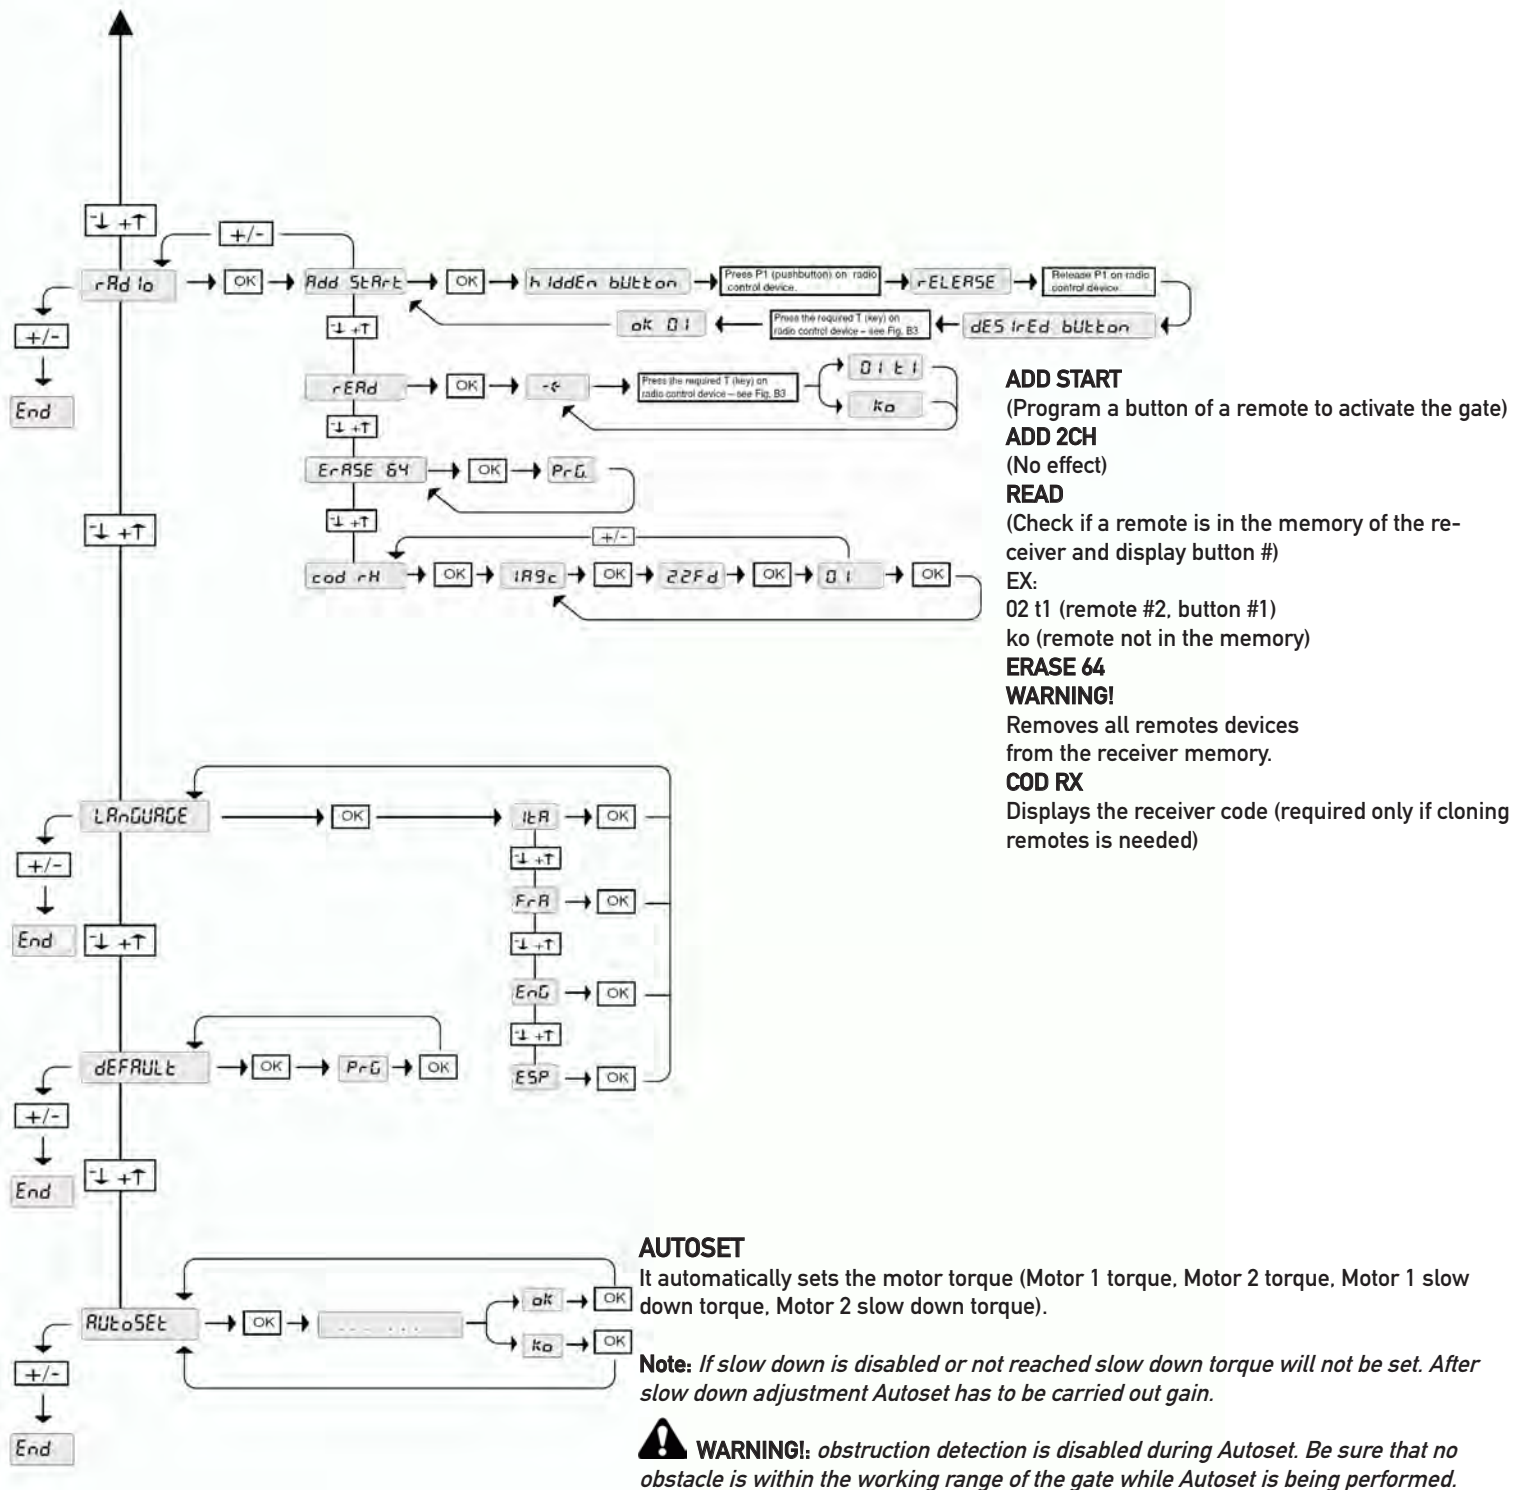 -↓ +↑
+/-
rAdIo
OK
Add StArt
OK
hIddEn bUtton
Press P1 (pushbutton) on radio
control device.
rELEASE
Release P1 on radio
control device
+/-
End
-↓ +↑
ok 01
Press the required T (key) on
radio control device – see Fig. B3
dESIrEd bUtton
rEAd
OK
Press the required T (key) on
radio control device – see Fig. B3
01 t1
ko
-↓ +↑
ErASE 64
OK
PrG
-↓ +↑
-↓ +↑
+/-
cod rH
OK
1A9c
OK
22Fd
OK
01
OK
ADD START
(Program a button of a remote to activate the gate)
ADD 2CH
(No effect)
READ
(Check if a remote is in the memory of the re-
ceiver and display button #)
EX:
02 t1 (remote #2, button #1)
ko (remote not in the memory)
ERASE 64
WARNING!
Removes all remotes devices
from the receiver memory.
COD RX
Displays the receiver code (required only if cloning
remotes is needed)
LAnGUAGE
OK
ItA
OK
+/-
-↓ +↑
FrA
OK
End
-↓ +↑
-↓ +↑
EnG
OK
-↓ +↑
ESP
OK
dEFAULt
OK
PrG
OK
+/-
End
-↓ +↑
AUtoSEt
OK
.. . . . .
ok
OK
ko
OK
+/-
End
AUTOSET
It automatically sets the motor torque (Motor 1 torque, Motor 2 torque, Motor 1 slow
down torque, Motor 2 slow down torque).
Note: If slow down is disabled or not reached slow down torque will not be set. After
slow down adjustment Autoset has to be carried out gain.
WARNING!: obstruction detection is disabled during Autoset. Be sure that no
obstacle is within the working range of the gate while Autoset is being performed.